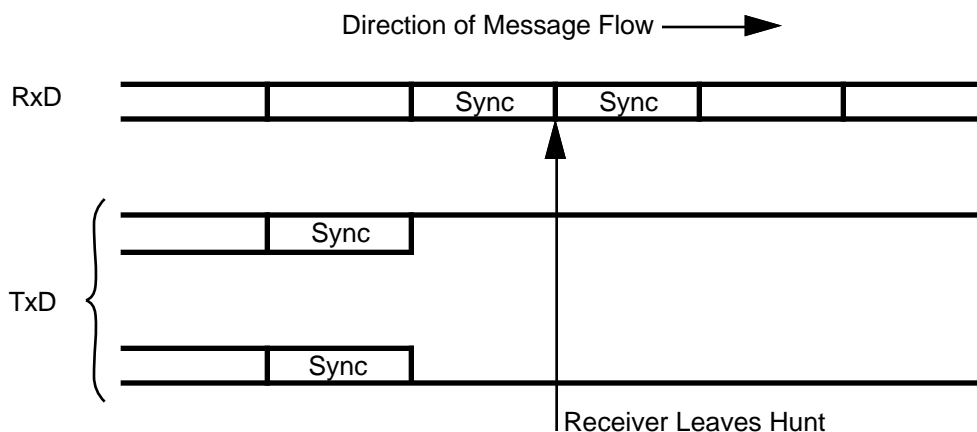 Direction of Message Flow
RxD
Sync Sync
Sync
TxD
Sync
Receiver Leaves Hunt